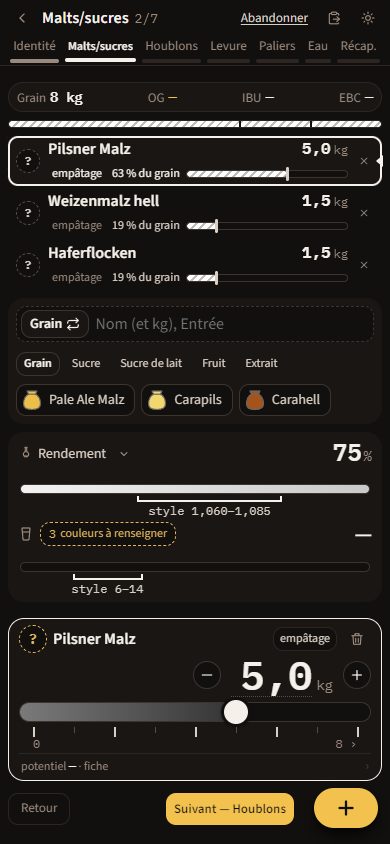 Malts/sucres 2/7
Abandonner
Identité Malts/sucres Houblons Levure Paliers Eau Récap.
Grain 8 kg OG — IBU — EBC —
? Pilsner Malz 5,0 kg ×
empâtage 63 % du grain
? Weizenmalz hell 1,5 kg ×
empâtage 19 % du grain
? Haferflocken 1,5 kg ×
empâtage 19 % du grain
Grain Nom (et kg), Entrée
Grain Sucre Sucre de lait Fruit Extrait
Pale Ale Malz Carapils Carahell
Rendement 75%
style 1,060–1,085
3 couleurs à renseigner —
style 6–14
? Pilsner Malz empâtage
− 5,0 kg +
0 8 ›
potentiel — · fiche ›
Retour Suivant — Houblons +